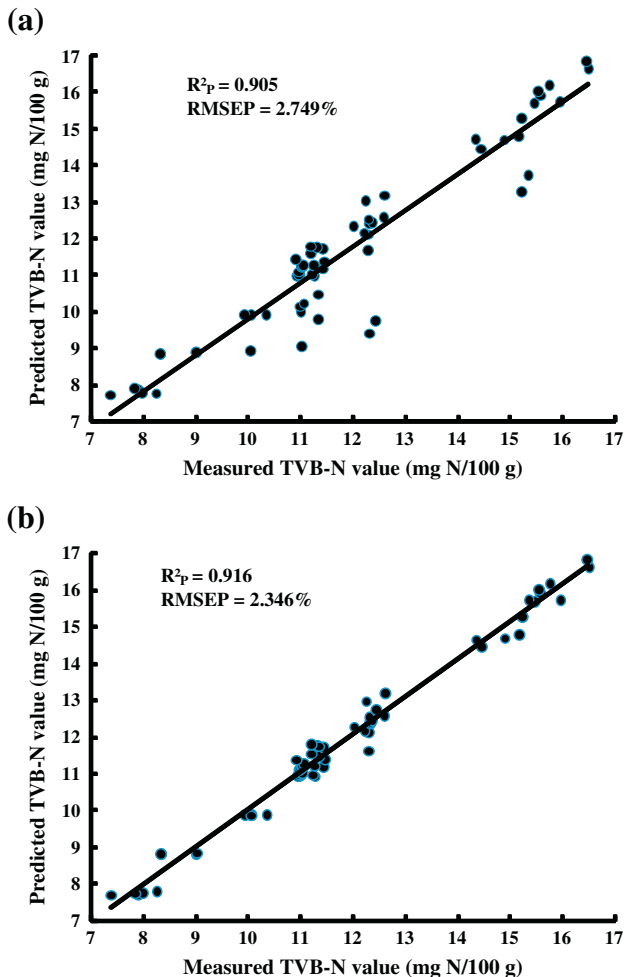 (a)
R²P = 0.905
RMSEP = 2.749%
Predicted TVB-N value (mg N/100 g)
17
16
15
14
13
12
11
10
9
8
7
7 8 9 10 11 12 13 14 15 16 17
Measured TVB-N value (mg N/100 g)
(b)
R²P = 0.916
RMSEP = 2.346%
Predicted TVB-N value (mg N/100 g)
17
16
15
14
13
12
11
10
9
8
7
7 8 9 10 11 12 13 14 15 16 17
Measured TVB-N value (mg N/100 g)